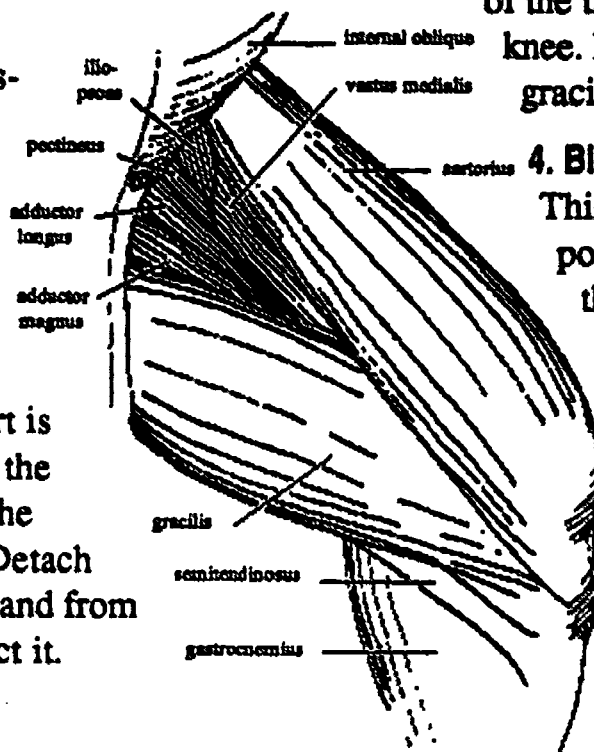 of the
knee.
graci
s-
4. Bl
Thi
po
th
internal oblique
ilio-
psoas
vastus medialis
pectineus
sartorius
adductor
longus
adductor
magnus
rt is
the
he
Detach
and from
ct it.
gracilis
semitendinosus
gastrocnemius